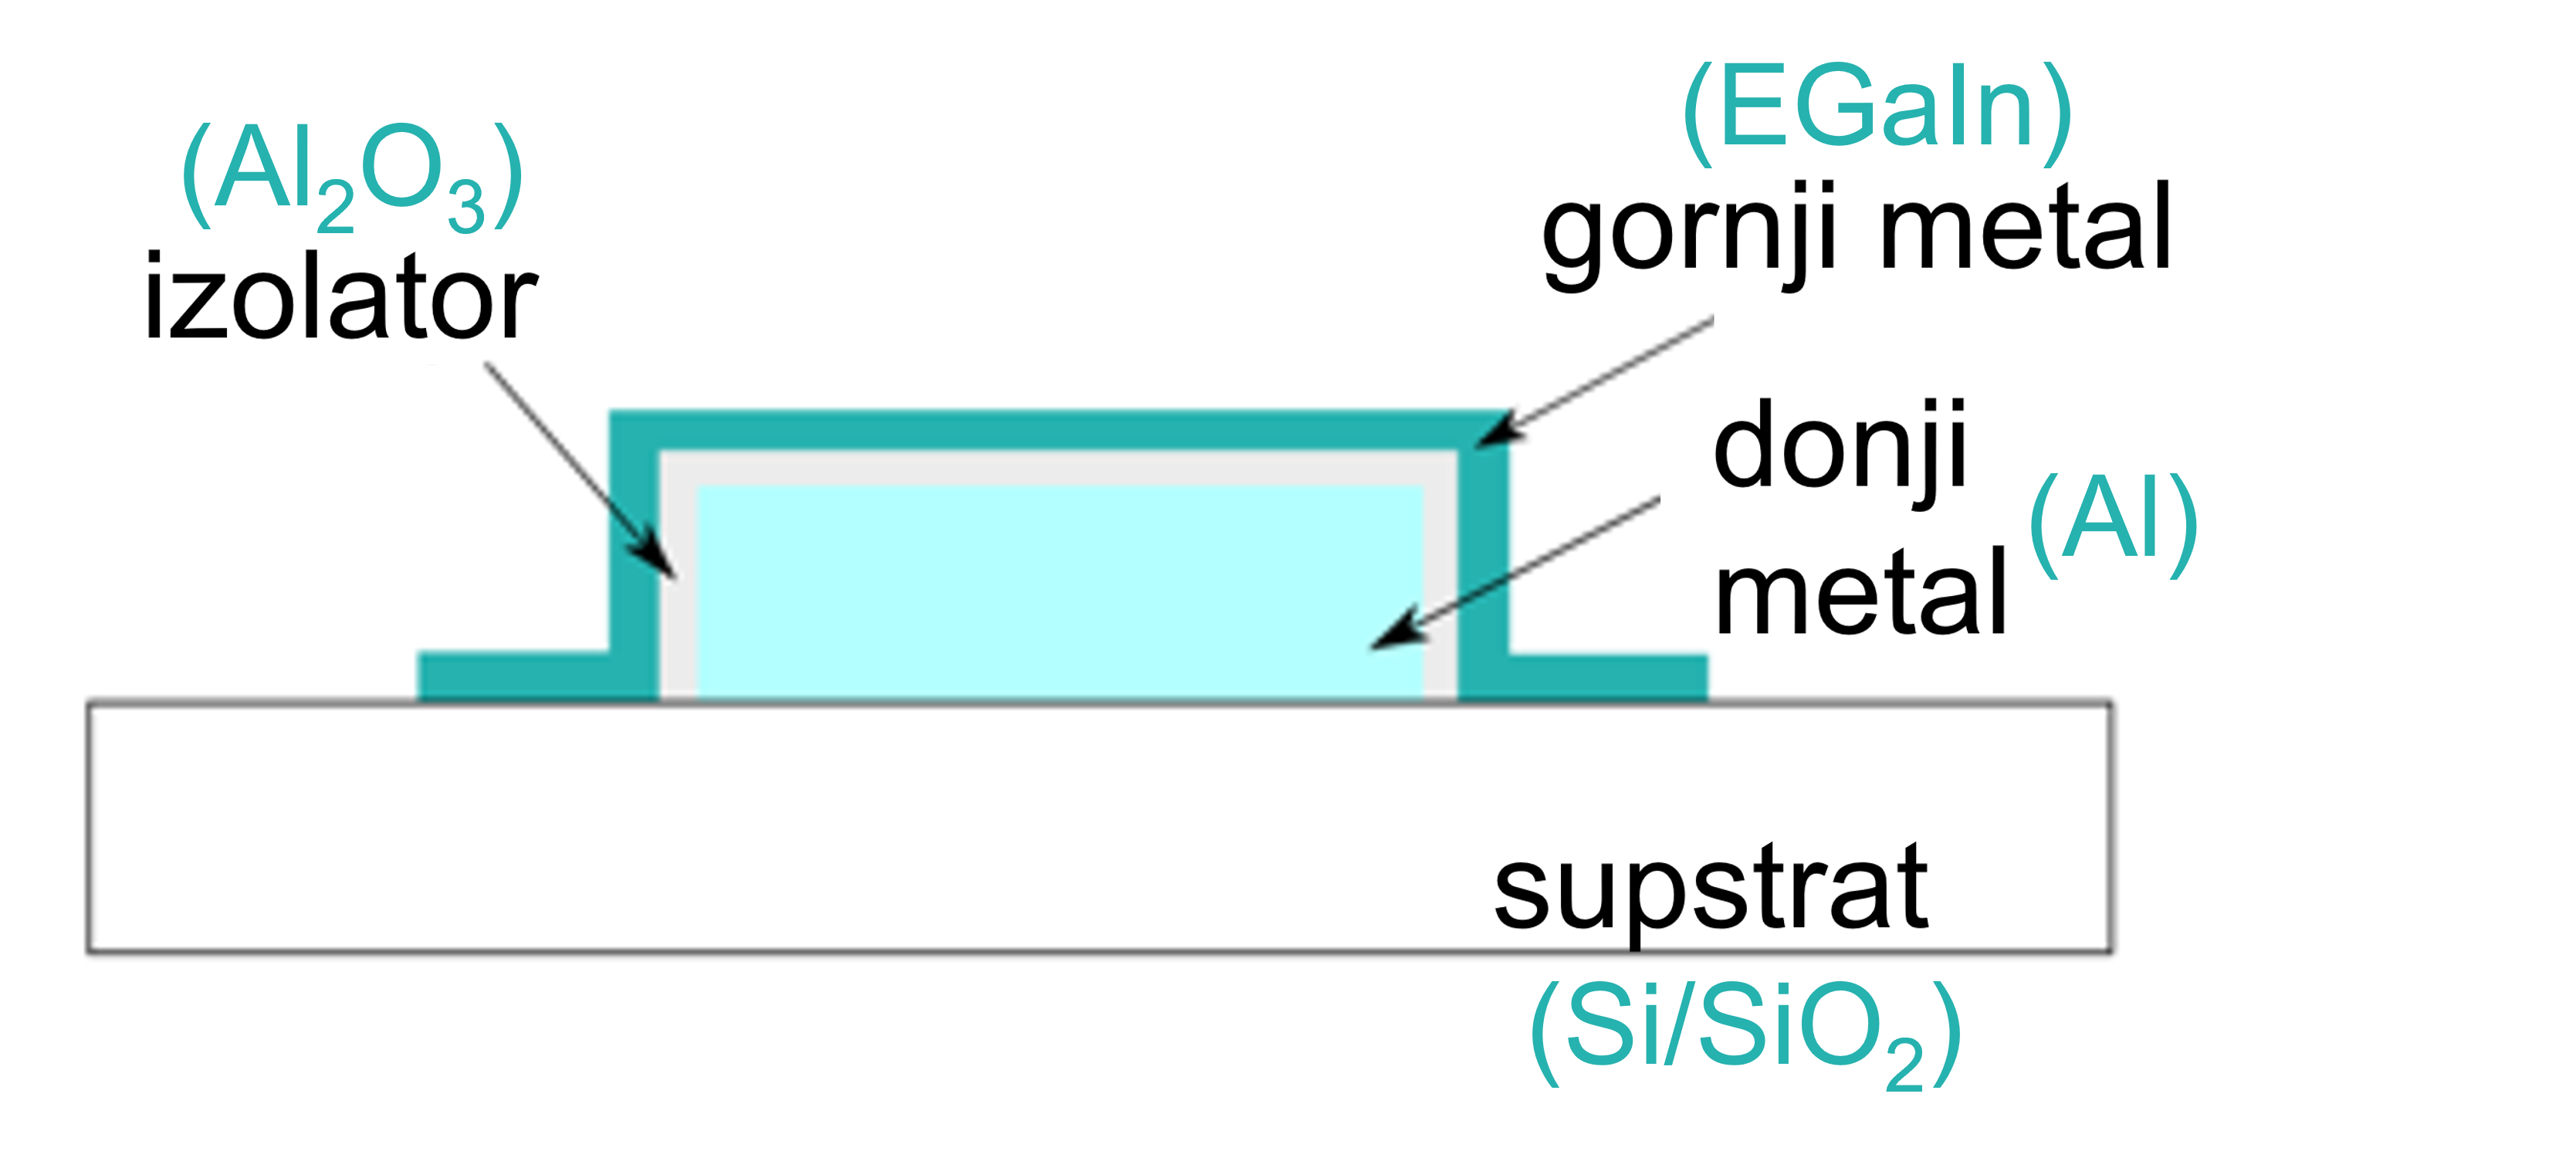 (Al₂O₃)
izolator
(EGaIn)
gornji metal
donji
metal
(Al)
supstrat
(Si/SiO₂)